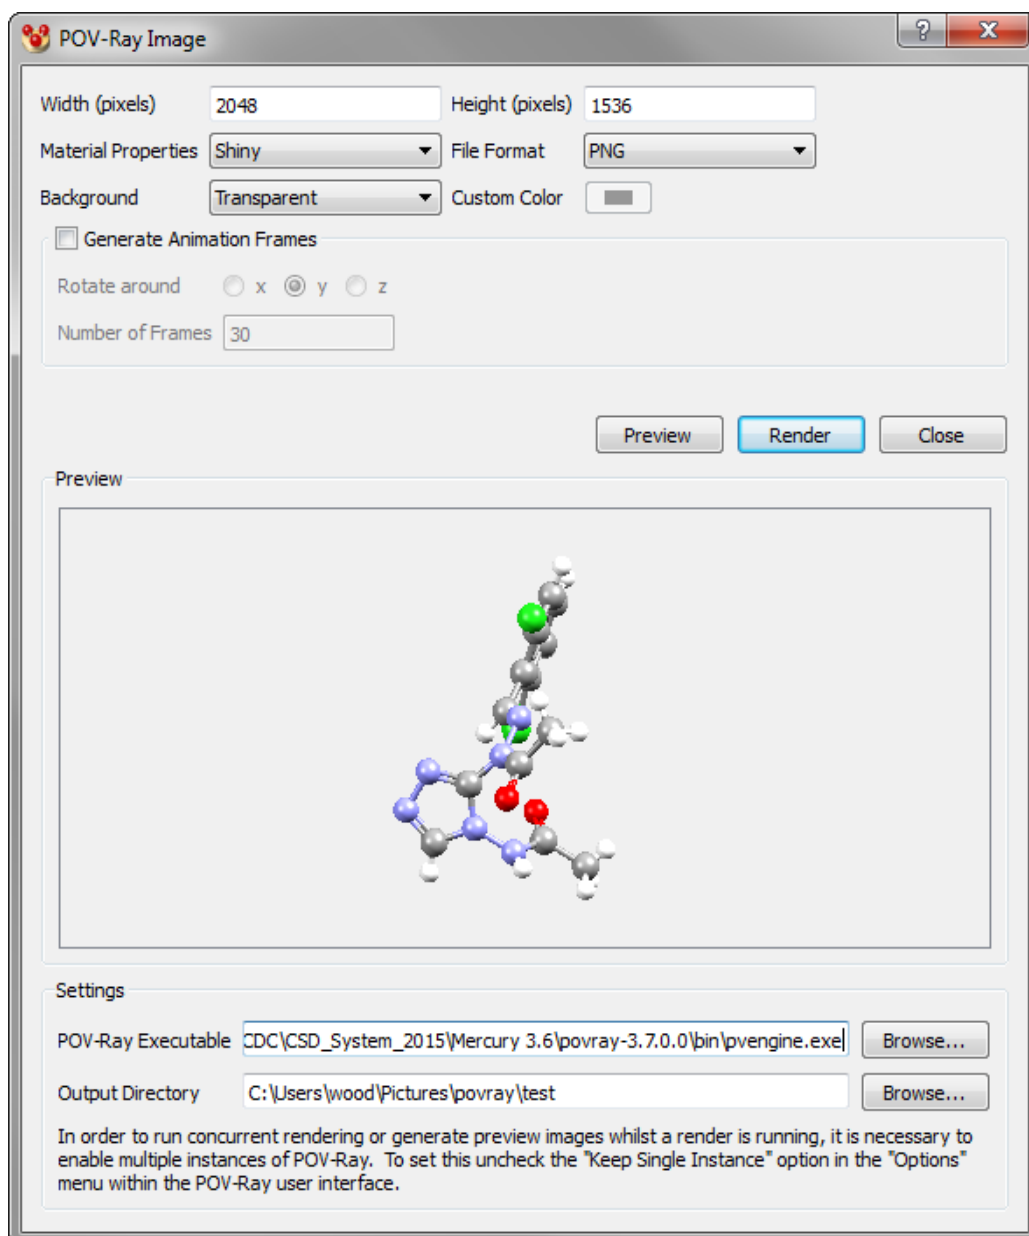 POV-Ray Image
Width (pixels) 2048 Height (pixels) 1536
Material Properties Shiny File Format PNG
Background Transparent Custom Color
Generate Animation Frames
Rotate around x y z
Number of Frames 30
Preview Render Close
Preview
Settings
POV-Ray Executable CDC\CSD_System_2015\Mercury 3.6\povray-3.7.0.0\bin\pvengine.exe Browse...
Output Directory C:\Users\wood\Pictures\povray\test Browse...
In order to run concurrent rendering or generate preview images whilst a render is running, it is necessary to
enable multiple instances of POV-Ray. To set this uncheck the "Keep Single Instance" option in the "Options"
menu within the POV-Ray user interface.